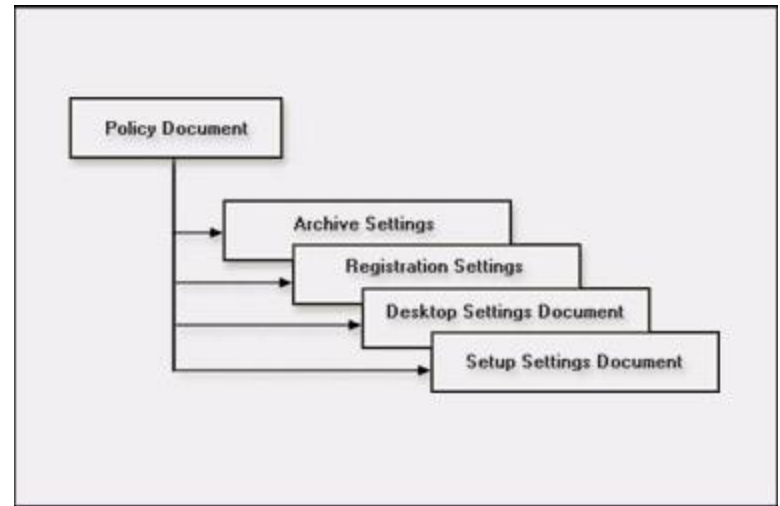 Policy Document
Archive Settings
Registration Settings
Desktop Settings Document
Setup Settings Document